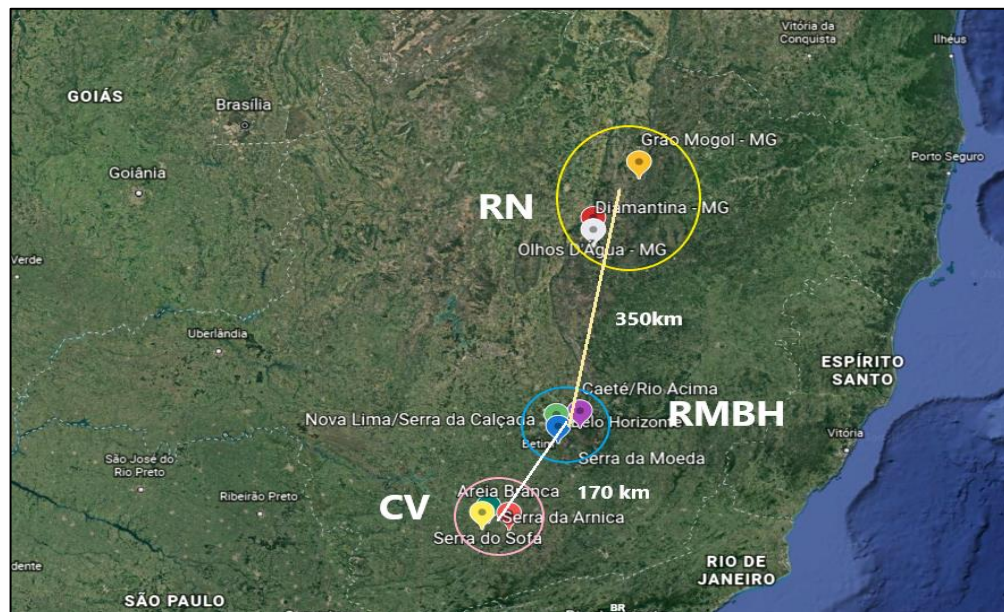 Vitória da
Conquista
Ilhéus
GOIÁS
Brasília
Grão Mogol - MG
Porto Seguro
Goiânia
RN
Diamantina - MG
Olhos D'Água - MG
Verde
350km
Uberlândia
ESPÍRITO
SANTO
Caeté/Rio Acima
RMBH
Nova Lima/Serra da Calçada
Belo Horizonte
Betim
Vitória
Serra da Moeda
São José do
Rio Preto
170 km
Areia Branca
Ribeirão Preto
CV
Serra da Arnica
Serra do Sofá
dente
RIO DE
JANEIRO
SÃO PAULO
BR